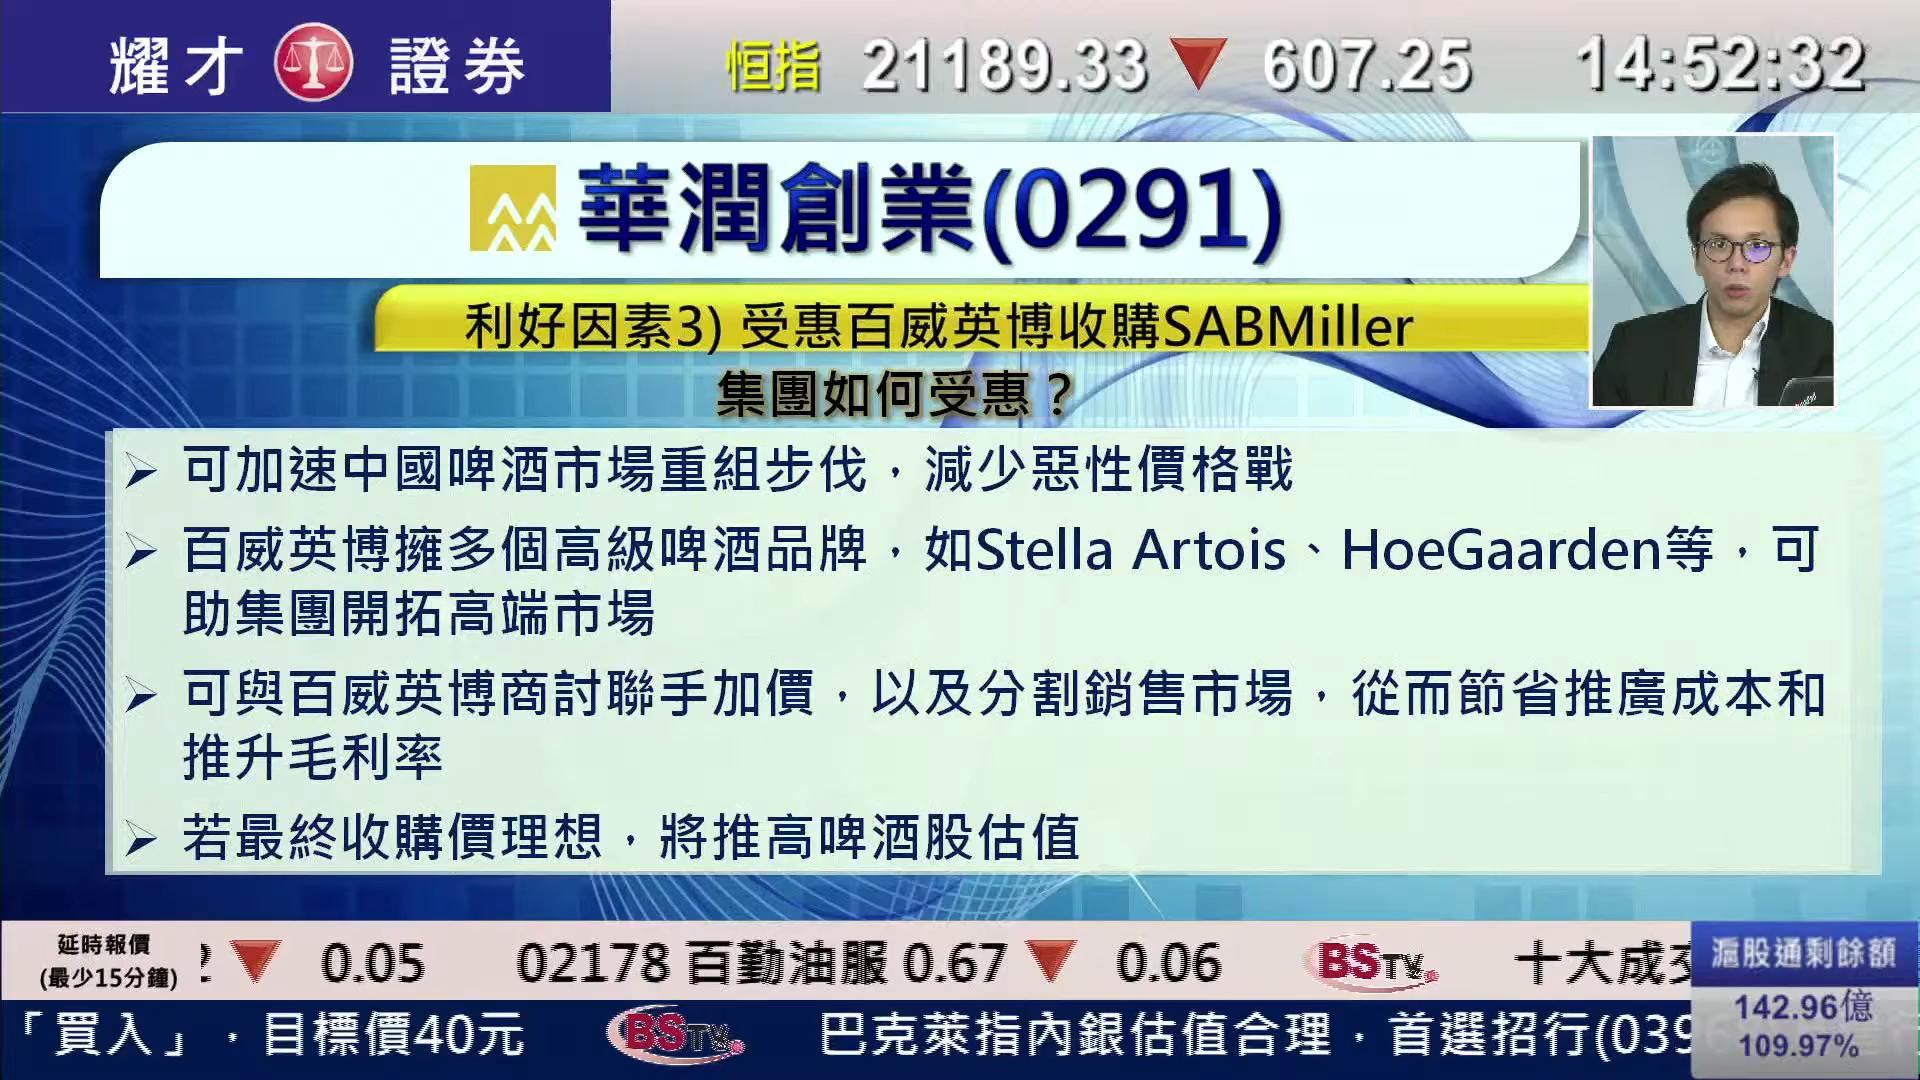 耀才 證券
恒指 21189.33 ▼ 607.25 14:52:32
華潤創業(0291)
利好因素3) 受惠百威英博收購SABMiller
集團如何受惠？
➢ 可加速中國啤酒市場重組步伐，減少惡性價格戰
➢ 百威英博擁多個高級啤酒品牌，如Stella Artois、HoeGaarden等，可
助集團開拓高端市場
➢ 可與百威英博商討聯手加價，以及分割銷售市場，從而節省推廣成本和
推升毛利率
➢ 若最終收購價理想，將推高啤酒股估值
延時報價
(最少15分鐘)
2 ▼ 0.05 02178 百勤油服 0.67 ▼ 0.06 BSTV 十大成交
滬股通剩餘額
142.96億
109.97%
「買入」，目標價40元 BSTV 巴克萊指內銀估值合理，首選招行(039